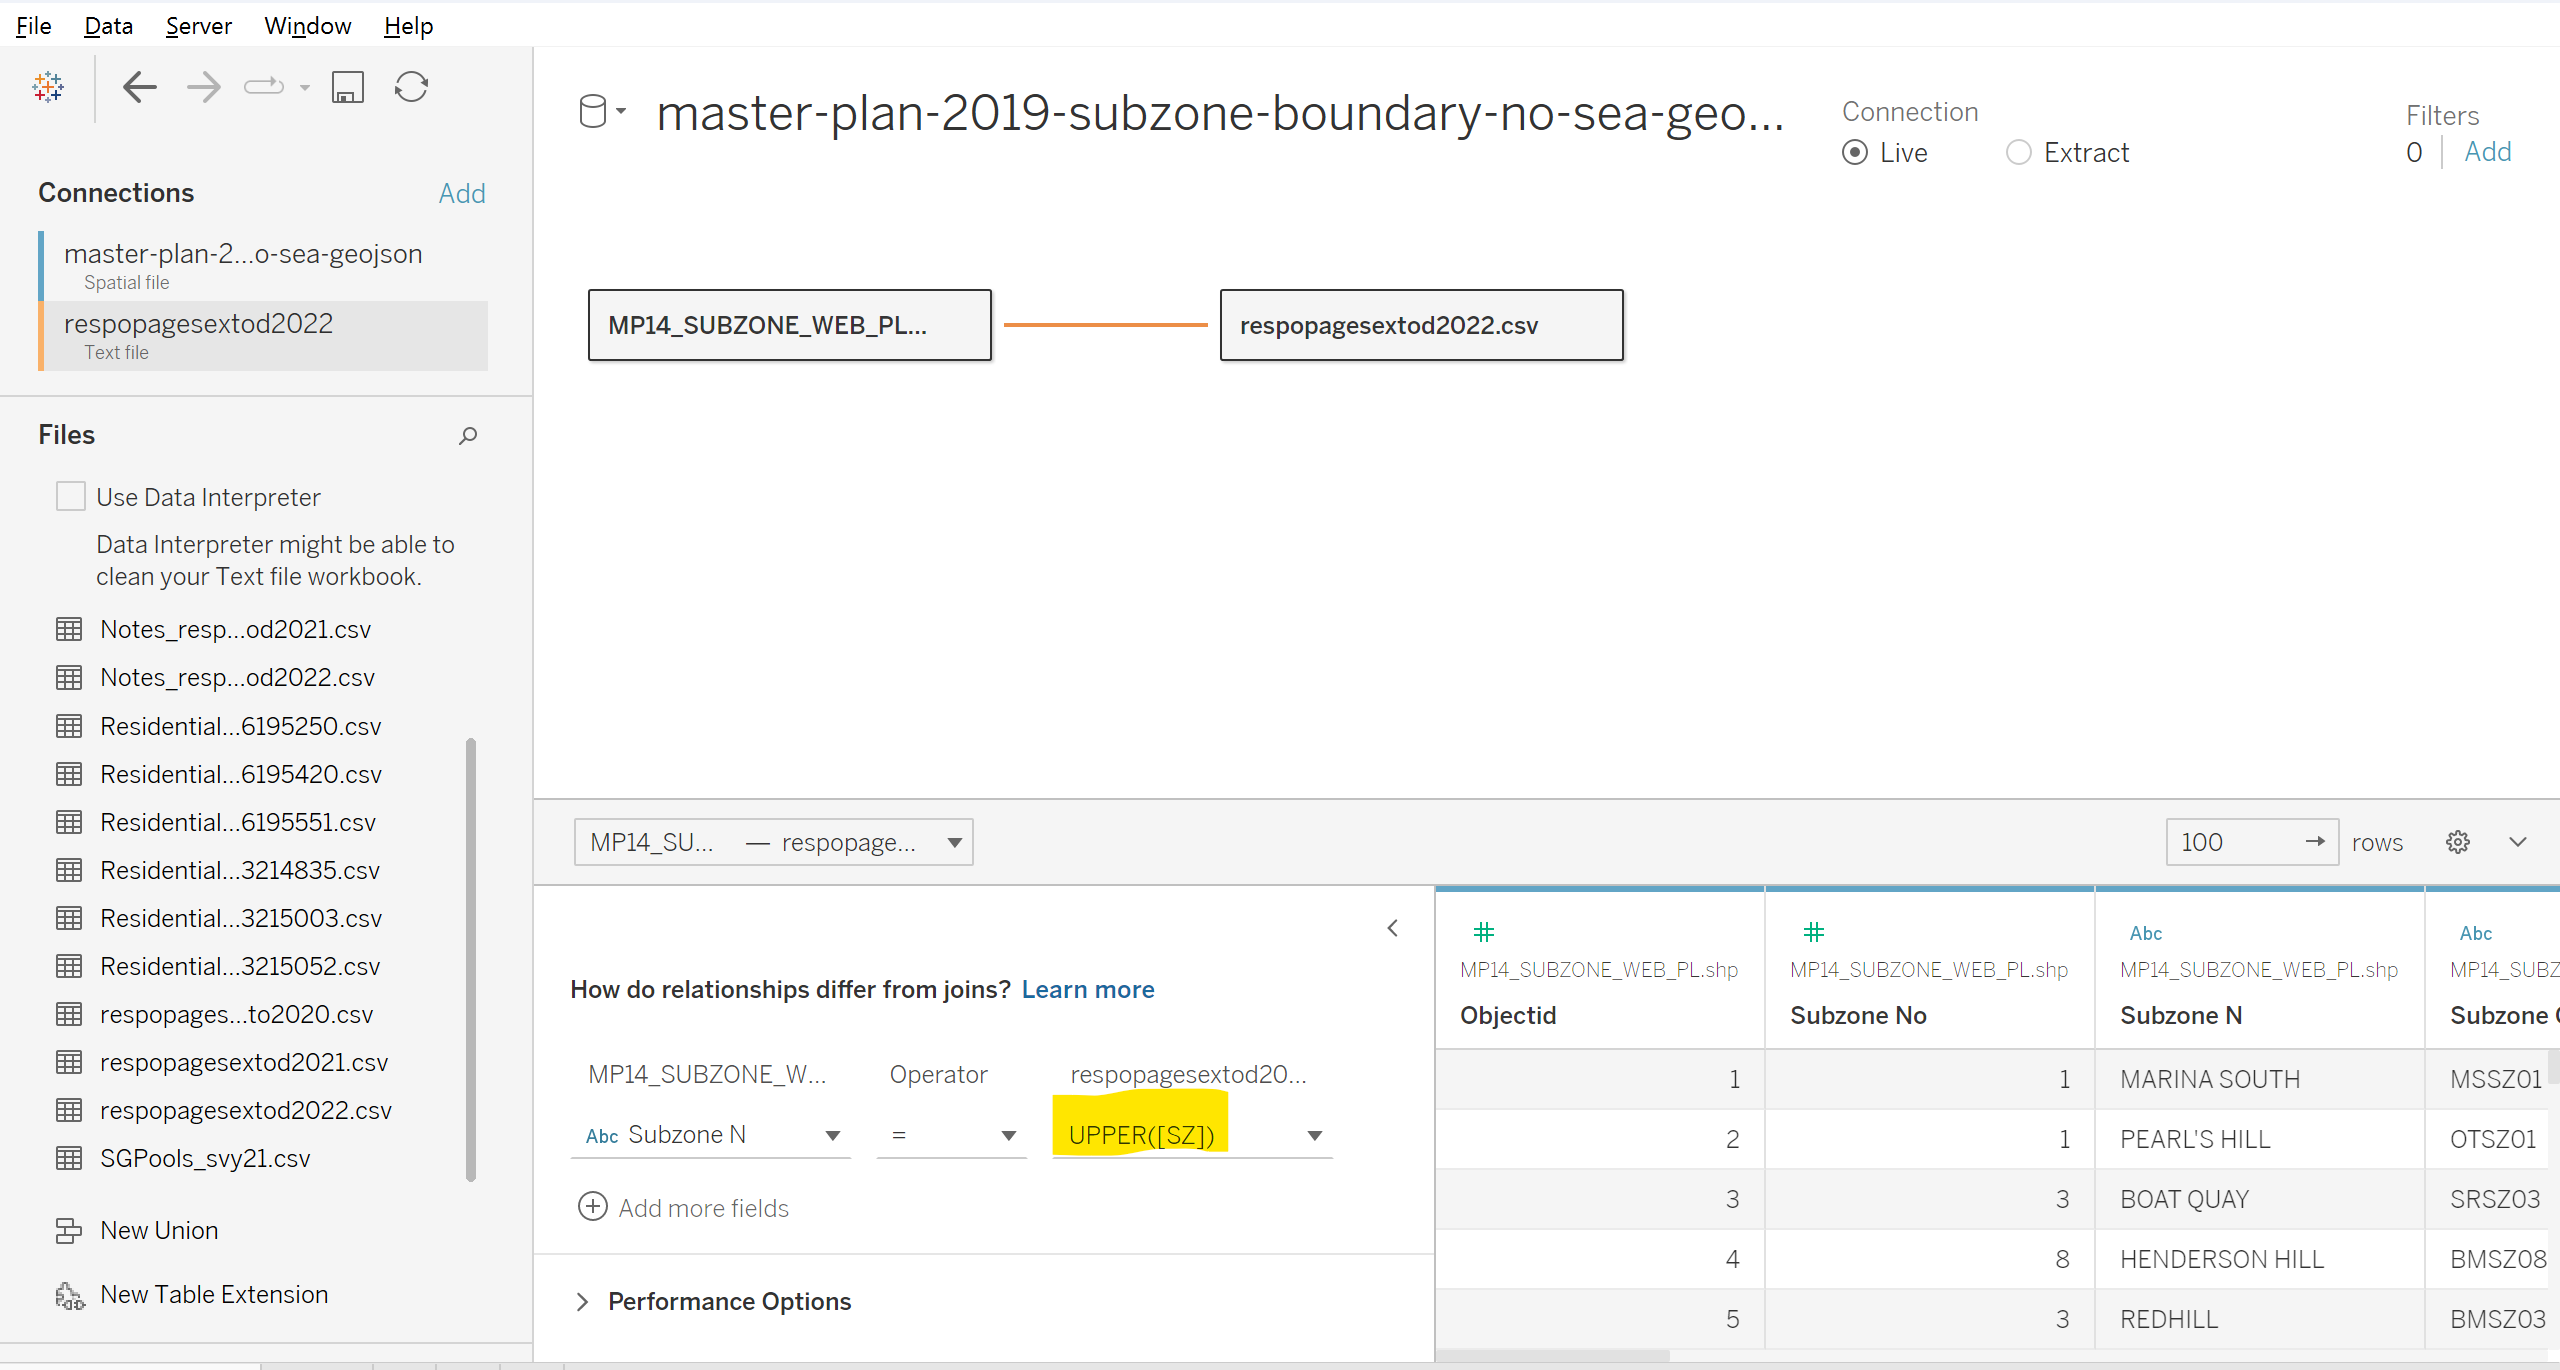 File Data Server Window Help
master-plan-2019-subzone-boundary-no-sea-geo...
Connection
Live Extract
Filters
0 Add
Connections Add
master-plan-2...o-sea-geojson
Spatial file
respopagesextod2022
Text file
MP14_SUBZONE_WEB_PL...
respopagesextod2022.csv
Files
Use Data Interpreter
Data Interpreter might be able to
clean your Text file workbook.
Notes_resp...od2021.csv
Notes_resp...od2022.csv
Residential...6195250.csv
Residential...6195420.csv
Residential...6195551.csv
Residential...3214835.csv
Residential...3215003.csv
Residential...3215052.csv
respopages...to2020.csv
respopagesextod2021.csv
respopagesextod2022.csv
SGPools_svy21.csv
New Union
New Table Extension
MP14_SU... — respopage...
100 rows
How do relationships differ from joins? Learn more
MP14_SUBZONE_W... Operator respopagesextod20...
Abc Subzone N = UPPER([SZ])
Add more fields
Performance Options
# # Abc Abc
MP14_SUBZONE_WEB_PL.shp MP14_SUBZONE_WEB_PL.shp MP14_SUBZONE_WEB_PL.shp MP14_SUBZ
Objectid Subzone No Subzone N Subzone
1 1 MARINA SOUTH MSSZ01
2 1 PEARL'S HILL OTSZ01
3 3 BOAT QUAY SRSZ03
4 8 HENDERSON HILL BMSZ08
5 3 REDHILL BMSZ03